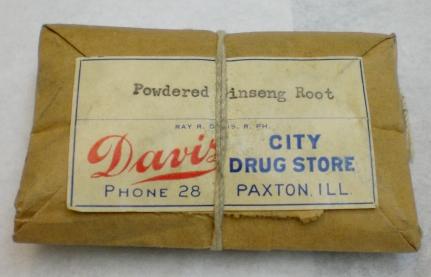 Powdered Ginseng Root
RAY R. DAVIS, R. PH.
Davis CITY
DRUG STORE
PHONE 28 PAXTON, ILL.